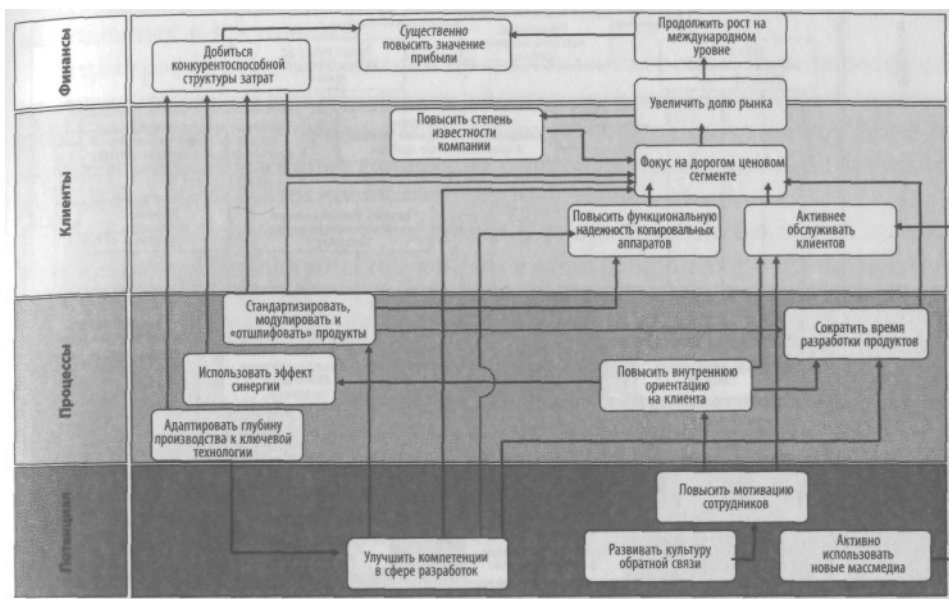 Финансы
Добиться
конкурентоспособной
структуры затрат
Существенно
повысить значение
прибыли
Продолжить рост на
международном
уровне
Клиенты
Увеличить долю рынка
Повысить степень
известности
компании
Фокус на дорогом ценовом
сегменте
Повысить функциональную
надежность копировальных
аппаратов
Активнее
обслуживать
клиентов
Процессы
Стандартизировать,
модулировать и
«отшлифовать» продукты
Сократить время
разработки продуктов
Использовать эффект
синергии
Повысить внутреннюю
ориентацию
на клиента
Адаптировать глубину
производства к ключевой
технологии
Потенциал
Повысить мотивацию
сотрудников
Улучшить компетенции
в сфере разработок
Развивать культуру
обратной связи
Активно
использовать
новые массмедиа